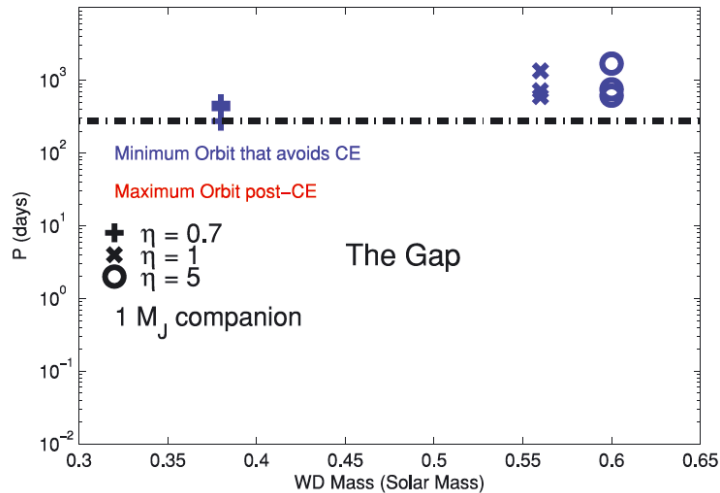 10³
10²
10¹
10⁰
10⁻¹
10⁻²
P (days)
Minimum Orbit that avoids CE
Maximum Orbit post−CE
η = 0.7
η = 1
η = 5
The Gap
1 M_J companion
0.3 0.35 0.4 0.45 0.5 0.55 0.6 0.65
WD Mass (Solar Mass)